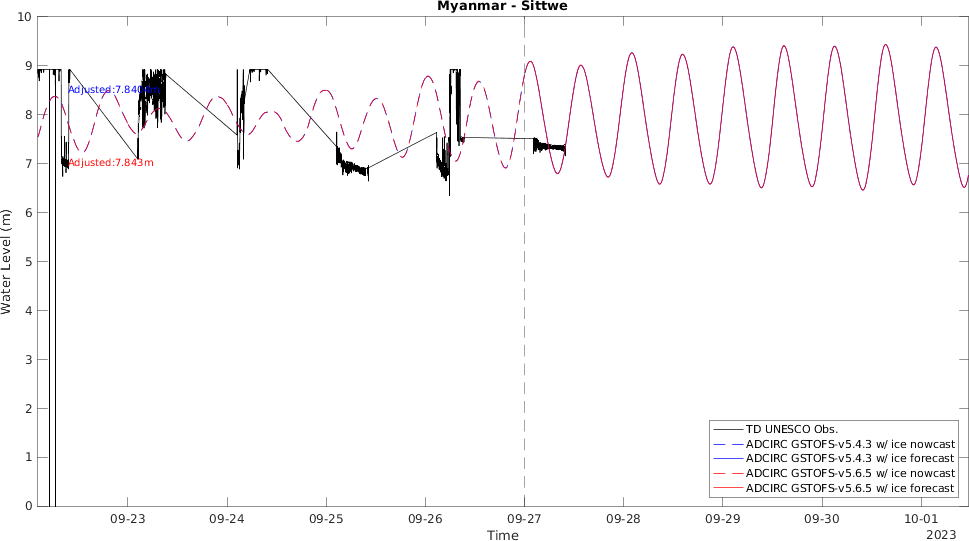 Myanmar - Sittwe
10
9
8
7
6
5
4
3
2
1
0
Water Level (m)
Adjusted:7.840
Adjusted:7.843m
TD UNESCO Obs.
ADCIRC GSTOFS-v5.4.3 w/ ice nowcast
ADCIRC GSTOFS-v5.4.3 w/ ice forecast
ADCIRC GSTOFS-v5.6.5 w/ ice nowcast
ADCIRC GSTOFS-v5.6.5 w/ ice forecast
09-23 09-24 09-25 09-26 09-27 09-28 09-29 09-30 10-01
Time
2023